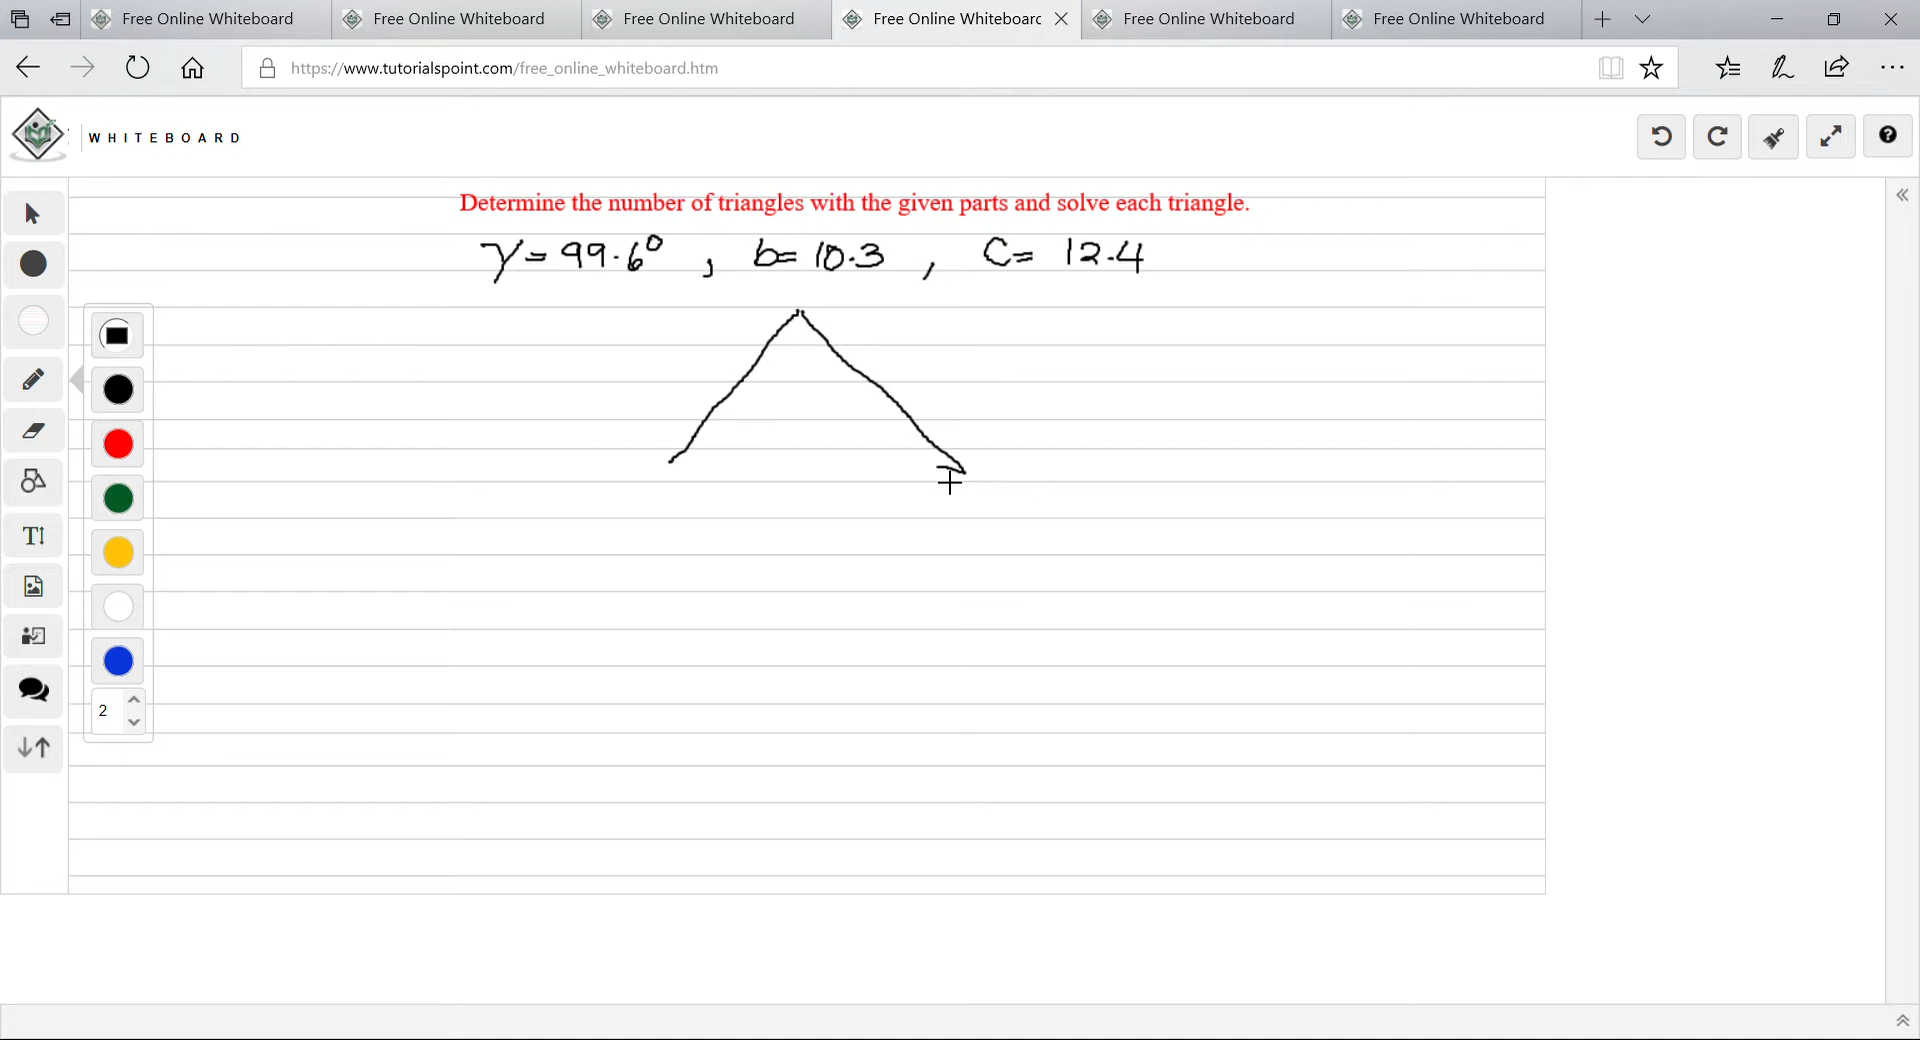 Free Online Whiteboard
Free Online Whiteboard
Free Online Whiteboard
Free Online Whiteboard
Free Online Whiteboard
Free Online Whiteboard
https://www.tutorialspoint.com/free_online_whiteboard.htm
WHITEBOARD
Determine the number of triangles with the given parts and solve each triangle.
γ = 99.6° , b = 10.3 , C = 12.4
2